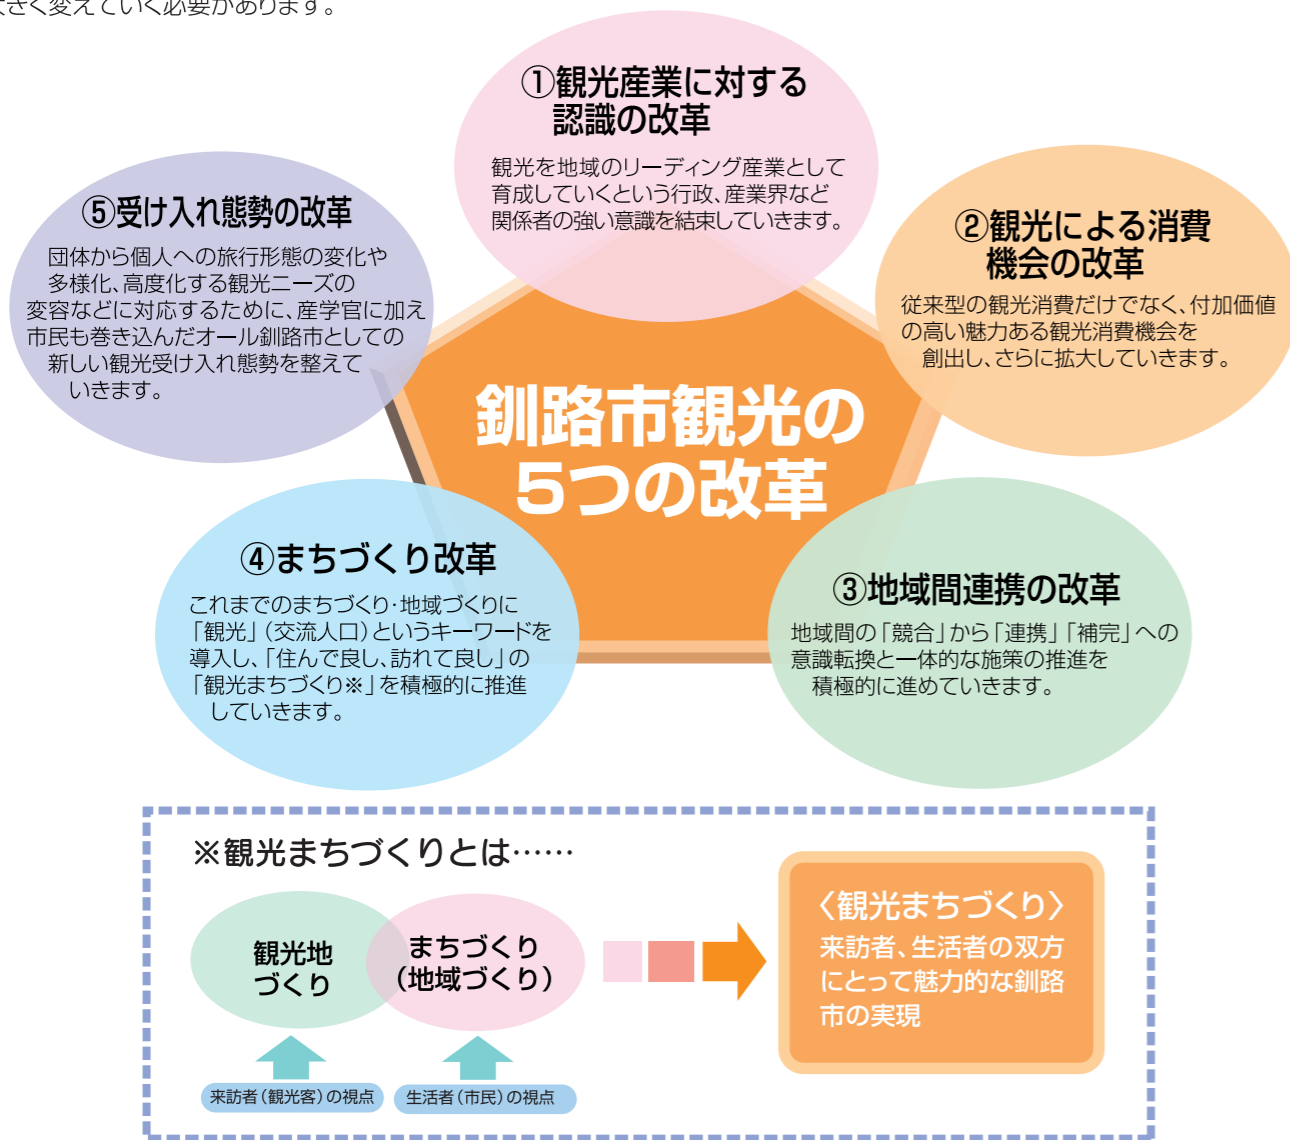 大きく変えていく必要があります。
①観光産業に対する
認識の改革
観光を地域のリーディング産業として
育成していくという行政、産業界など
関係者の強い意識を結束していきます。
②観光による消費
機会の改革
従来型の観光消費だけでなく、付加価値
の高い魅力ある観光消費機会を
創出し、さらに拡大していきます。
⑤受け入れ態勢の改革
団体から個人への旅行形態の変化や
多様化、高度化する観光ニーズの
変容などに対応するために、産学官に加え
市民も巻き込んだオール釧路市としての
新しい観光受け入れ態勢を整えて
いきます。
釧路市観光の
5つの改革
④まちづくり改革
これまでのまちづくり・地域づくりに
「観光」(交流人口)というキーワードを
導入し、「住んで良し、訪れて良し」の
「観光まちづくり※」を積極的に推進
していきます。
③地域間連携の改革
地域間の「競合」から「連携」「補完」への
意識転換と一体的な施策の推進を
積極的に進めていきます。
※観光まちづくりとは……
観光地
づくり
まちづくり
(地域づくり)
来訪者(観光客)の視点
生活者(市民)の視点
〈観光まちづくり〉
来訪者、生活者の双方
にとって魅力的な釧路
市の実現